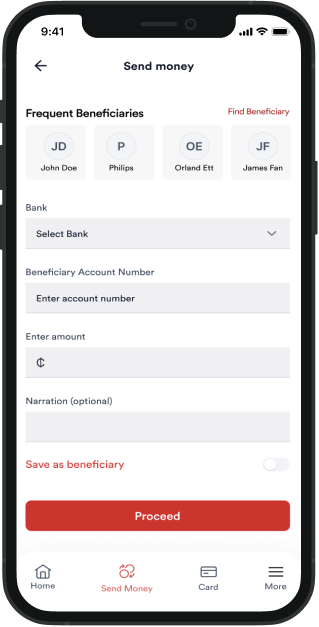 9:41
Send money
Frequent Beneficiaries
Find Beneficiary
JD
P
OE
JF
John Doe
Philips
Orland Ett
James Fan
Bank
Select Bank
Beneficiary Account Number
Enter account number
Enter amount
₵
Narration (optional)
Save as beneficiary
Proceed
Home
Send Money
Card
More